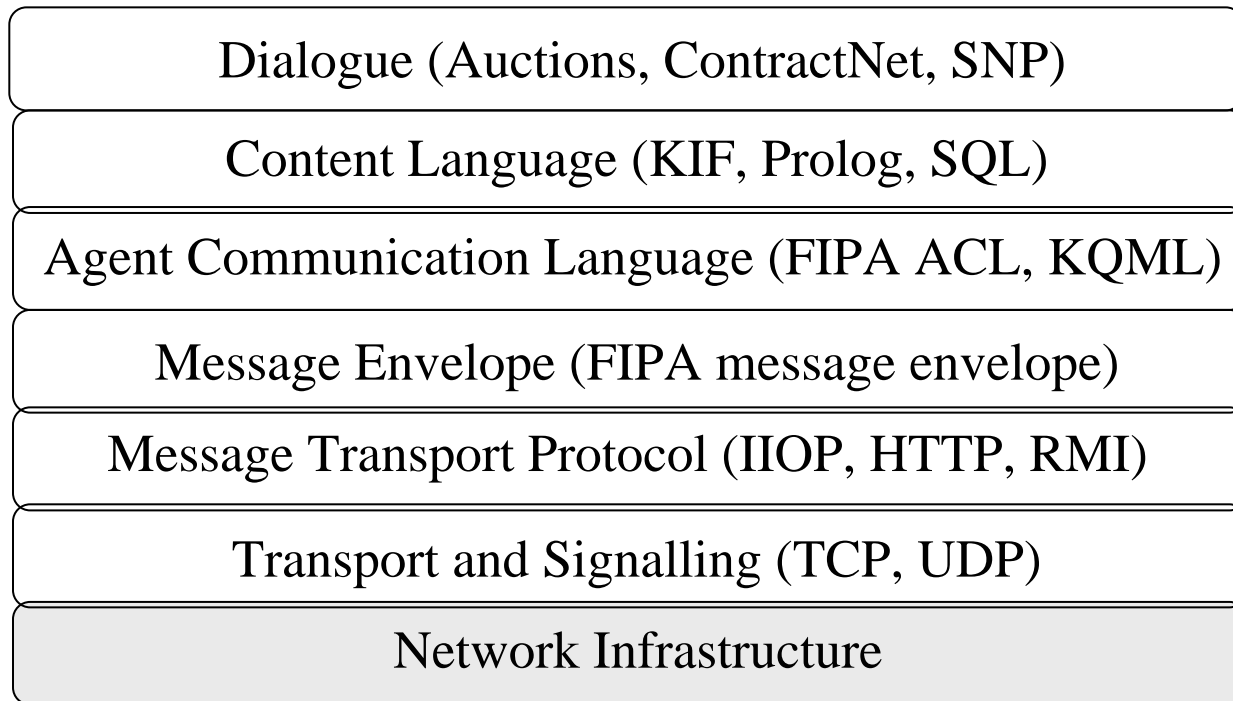 Dialogue (Auctions, ContractNet, SNP)
Content Language (KIF, Prolog, SQL)
Agent Communication Language (FIPA ACL, KQML)
Message Envelope (FIPA message envelope)
Message Transport Protocol (IIOP, HTTP, RMI)
Transport and Signalling (TCP, UDP)
Network Infrastructure